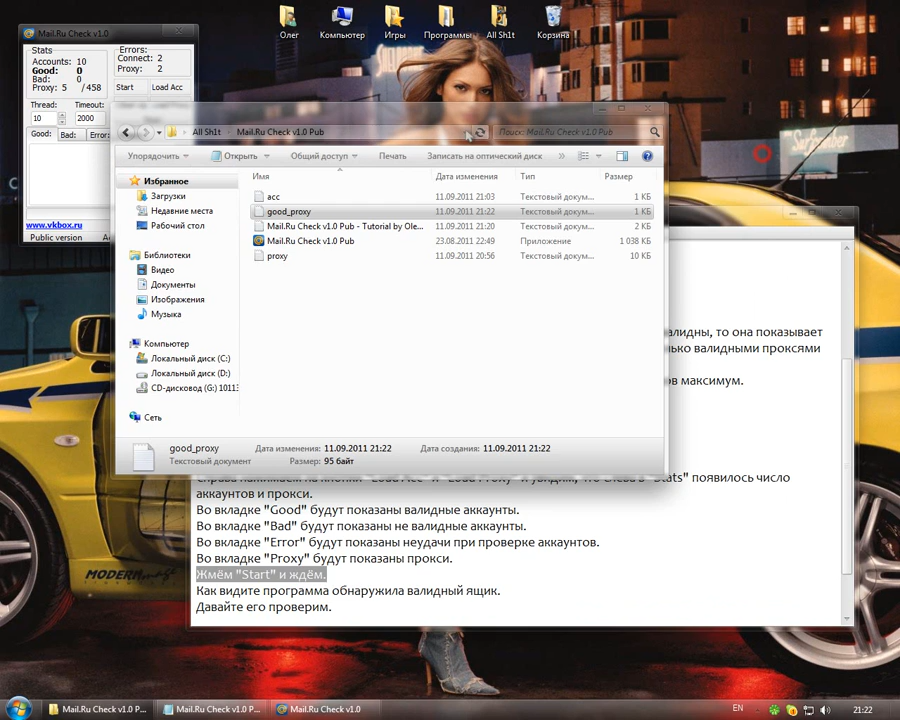 Олег
Компьютер
Игры
Программы
All Sh1t
Корзина
Mail.Ru Check v1.0
Stats
Accounts: 10
Good: 0
Bad: 0
Proxy: 5 / 458
Errors:
Connect: 2
Proxy: 2
Start
Load Acc
Thread:
Timeout:
10
2000
Good:
Bad:
Error:
www.vkbox.ru
Public version
All Sh1t
Mail.Ru Check v1.0 Pub
Поиск: Mail.Ru Check v1.0 Pub
Упорядочить
Открыть
Общий доступ
Печать
Записать на оптический диск
»
Избранное
Загрузки
Недавние места
Рабочий стол
Библиотеки
Видео
Документы
Изображения
Музыка
Компьютер
Локальный диск (C:)
Локальный диск (D:)
CD-дисковод (G:) 10113
Сеть
Имя
Дата изменения
Тип
Размер
acc 11.09.2011 21:03 Текстовый докум... 1 КБ
good_proxy 11.09.2011 21:22 Текстовый докум... 1 КБ
Mail.Ru Check v1.0 Pub - Tutorial by Ole... 11.09.2011 21:20 Текстовый докум... 2 КБ
Mail.Ru Check v1.0 Pub 23.08.2011 22:49 Приложение 1 038 КБ
proxy 11.09.2011 20:56 Текстовый докум... 10 КБ
good_proxy Дата изменения: 11.09.2011 21:22 Дата создания: 11.09.2011 21:22
Текстовый документ Размер: 95 байт
алидны, то она показывает
лько валидными проксями
ов максимум.
"Stats" появилось число
аккаунтов и прокси.
Во вкладке "Good" будут показаны валидные аккаунты.
Во вкладке "Bad" будут показаны не валидные аккаунты.
Во вкладке "Error" будут показаны неудачи при проверке аккаунтов.
Во вкладке "Proxy" будут показаны прокси.
Жмём "Start" и ждём.
Как видите программа обнаружила валидный ящик.
Давайте его проверим.
Mail.Ru Check v1.0 P...
Mail.Ru Check v1.0 P...
Mail.Ru Check v1.0
EN
21:22